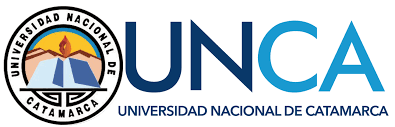 UNIVERSIDAD NACIONAL DE
CATAMARCA
UNCA
UNIVERSIDAD NACIONAL DE CATAMARCA